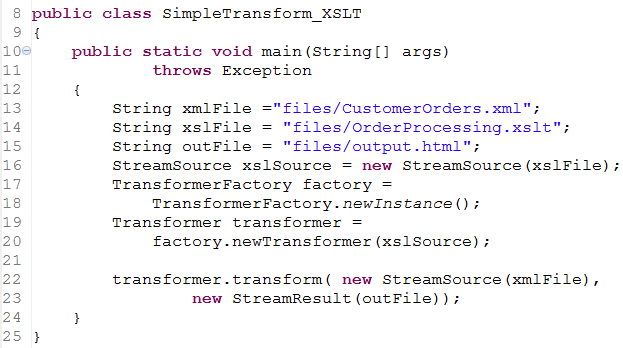 8 public class SimpleTransform_XSLT
9 {
10 public static void main(String[] args)
11 throws Exception
12 {
13 String xmlFile ="files/CustomerOrders.xml";
14 String xslFile = "files/OrderProcessing.xslt";
15 String outFile = "files/output.html";
16 StreamSource xslSource = new StreamSource(xslFile);
17 TransformerFactory factory =
18 TransformerFactory.newInstance();
19 Transformer transformer =
20 factory.newTransformer(xslSource);
21
22 transformer.transform( new StreamSource(xmlFile),
23 new StreamResult(outFile));
24 }
25 }